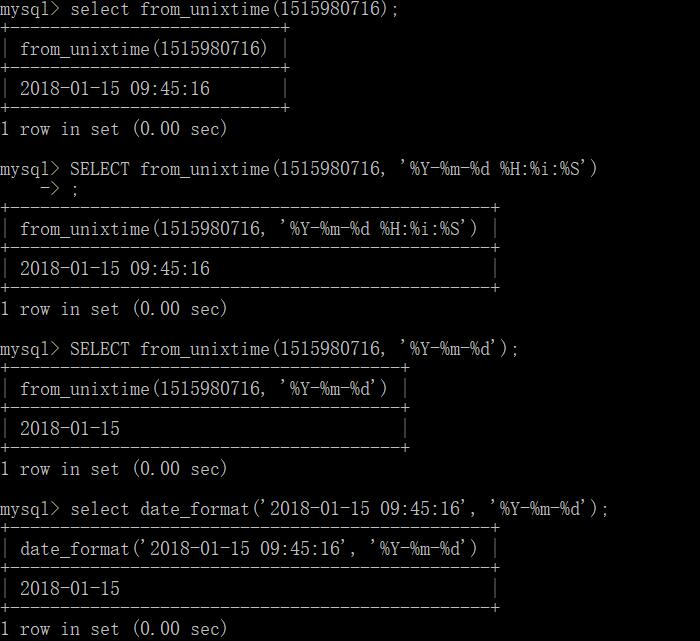 mysql> select from_unixtime(1515980716);
+---------------------------+
| from_unixtime(1515980716) |
+---------------------------+
| 2018-01-15 09:45:16       |
+---------------------------+
1 row in set (0.00 sec)
mysql> SELECT from_unixtime(1515980716, '%Y-%m-%d %H:%i:%S')
    -> ;
+------------------------------------------------+
| from_unixtime(1515980716, '%Y-%m-%d %H:%i:%S') |
+------------------------------------------------+
| 2018-01-15 09:45:16                            |
+------------------------------------------------+
1 row in set (0.00 sec)
mysql> SELECT from_unixtime(1515980716, '%Y-%m-%d');
+---------------------------------------+
| from_unixtime(1515980716, '%Y-%m-%d') |
+---------------------------------------+
| 2018-01-15                            |
+---------------------------------------+
1 row in set (0.00 sec)
mysql> select date_format('2018-01-15 09:45:16', '%Y-%m-%d');
+------------------------------------------------+
| date_format('2018-01-15 09:45:16', '%Y-%m-%d') |
+------------------------------------------------+
| 2018-01-15                                     |
+------------------------------------------------+
1 row in set (0.00 sec)